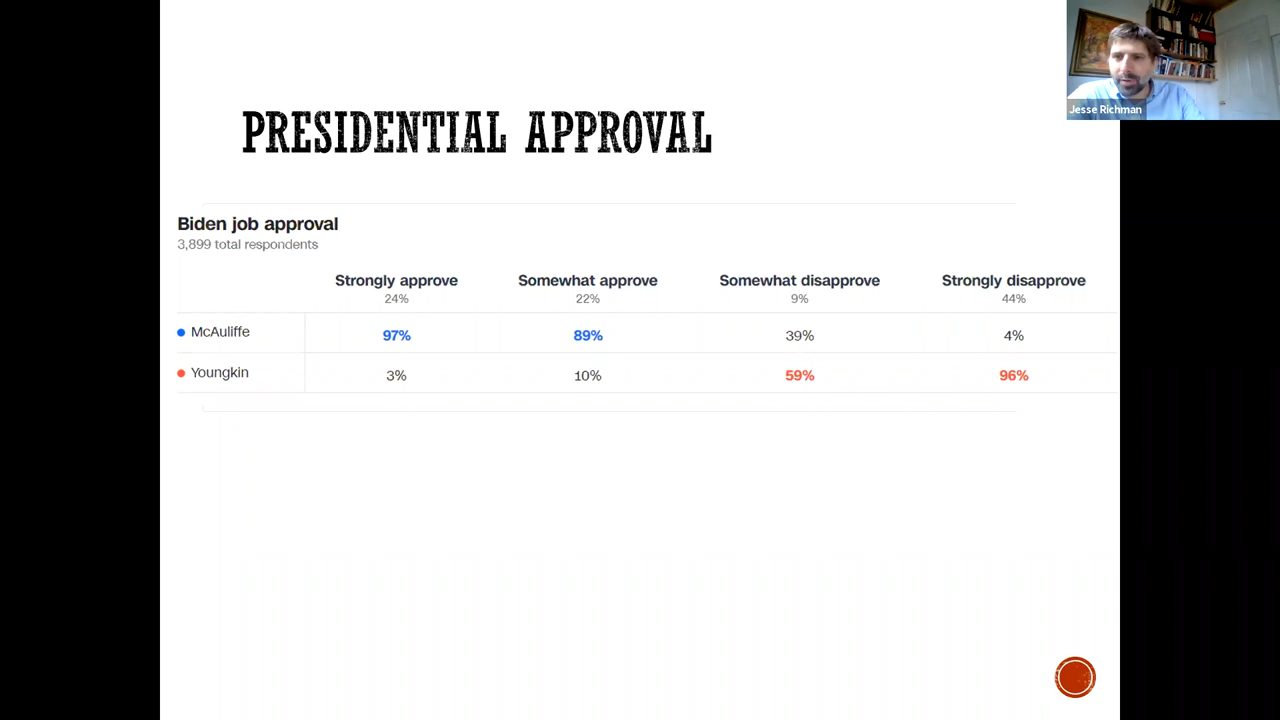 Jesse Richman
PRESIDENTIAL APPROVAL
Biden job approval
3,899 total respondents
Strongly approve Somewhat approve Somewhat disapprove Strongly disapprove
24% 22% 9% 44%
McAuliffe 97% 89% 39% 4%
Youngkin 3% 10% 59% 96%